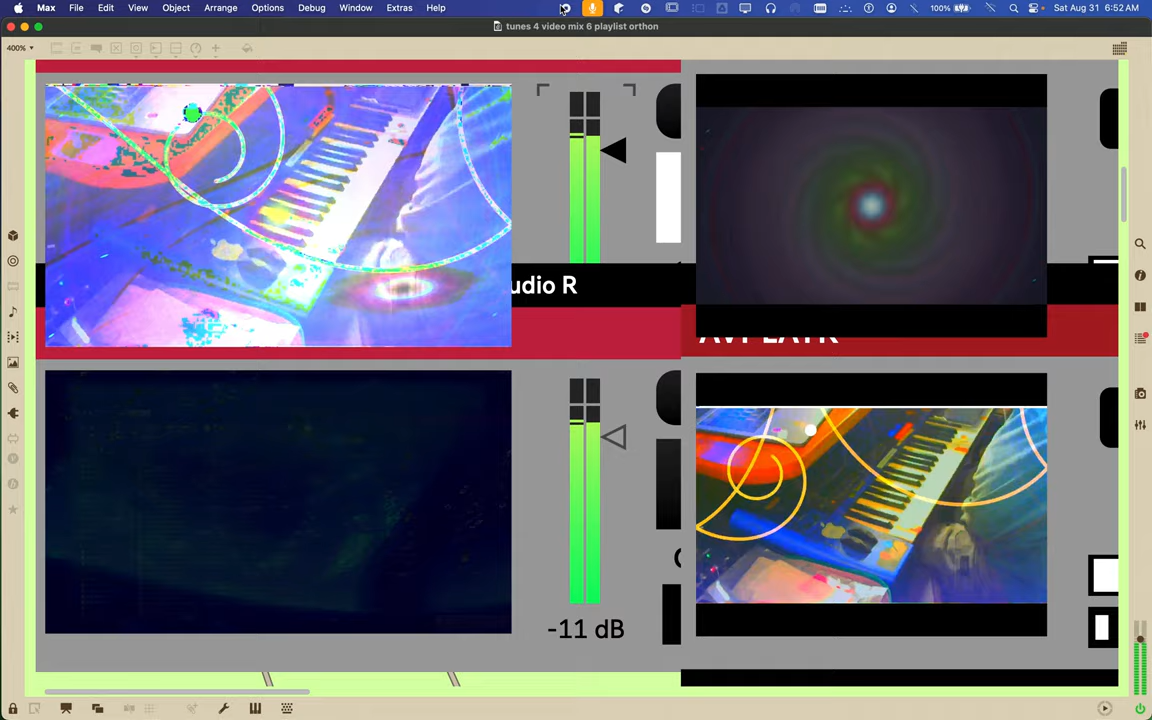 Max File Edit View Object Arrange Options Debug Window Extras Help 100% Sat Aug 31 6:52 AM
tunes 4 video mix 6 playlist orthon
400%
udio R
-11 dB